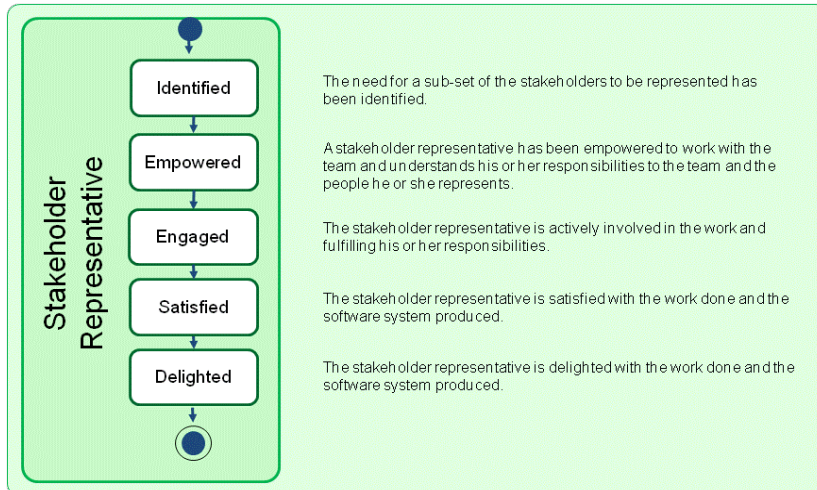 Stakeholder
Representative
Identified
The need for a sub-set of the stakeholders to be represented has
been identified.
Empowered
A stakeholder representative has been empowered to work with the
team and understands his or her responsibilities to the team and the
people he or she represents.
Engaged
The stakeholder representative is actively involved in the work and
fulfilling his or her responsibilities.
Satisfied
The stakeholder representative is satisfied with the work done and the
software system produced.
Delighted
The stakeholder representative is delighted with the work done and the
software system produced.